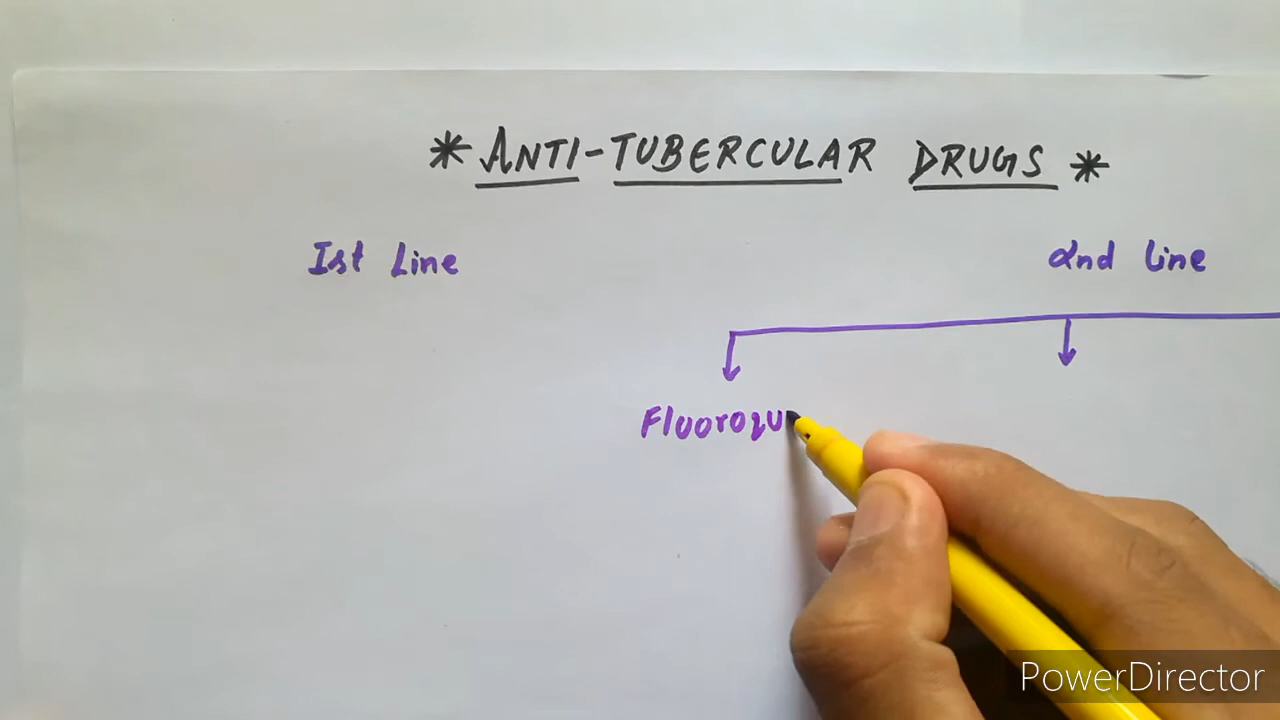 * ANTI-TUBERCULAR DRUGS *
Ist Line
2nd line
Fluoroqu
PowerDirector